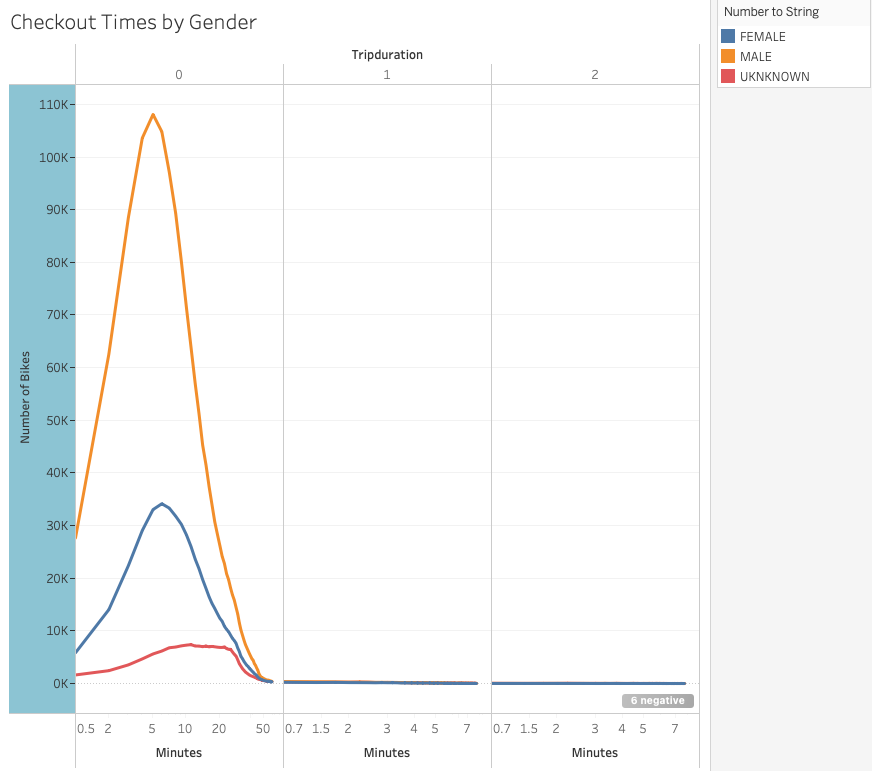 Checkout Times by Gender
Number to String
FEMALE
MALE
UKNKNOWN
Tripduration
0 1 2
110K
100K
90K
80K
70K
60K
50K
40K
30K
20K
10K
0K
Number of Bikes
6 negative
0.5 2 5 10 20 50 0.7 1.5 2 3 4 5 7 0.7 1.5 2 3 4 5 7
Minutes Minutes Minutes